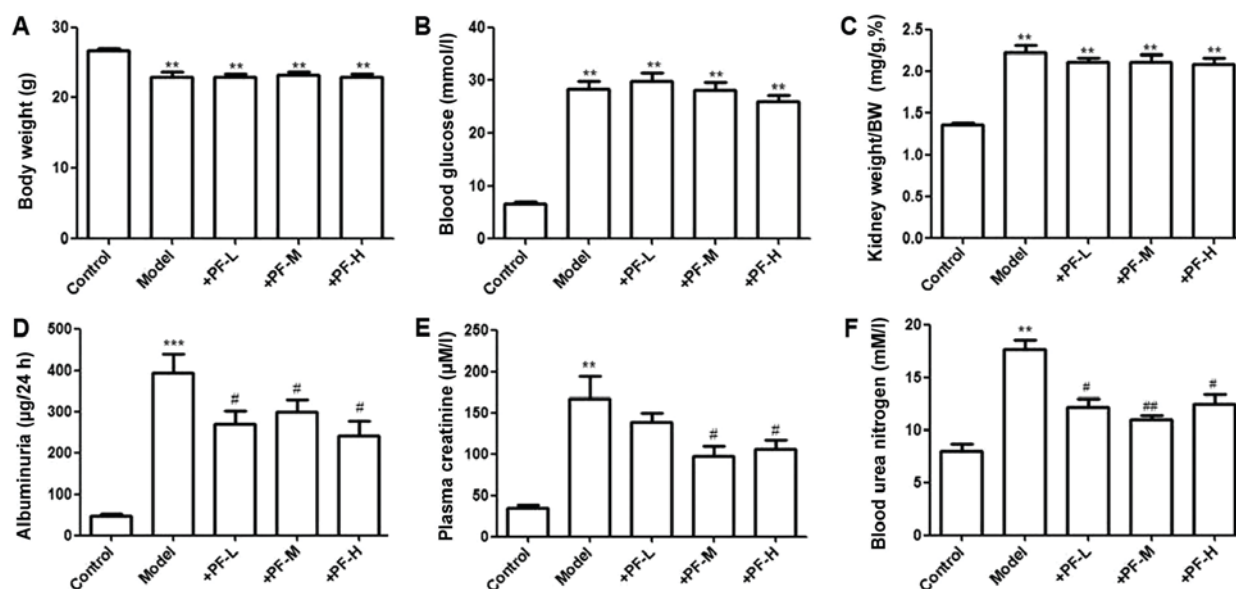 A
Body weight (g)
30
20
10
0
**
**
**
**
Control
Model
+PF-L
+PF-M
+PF-H
B
Blood glucose (mmol/l)
40
30
20
10
0
**
**
**
**
Control
Model
+PF-L
+PF-M
+PF-H
C
Kidney weight/BW (mg/g,%)
2.5
2.0
1.5
1.0
0.5
0.0
**
**
**
**
Control
Model
+PF-L
+PF-M
+PF-H
D
Albuminuria (µg/24 h)
500
400
300
200
100
0
***
#
#
#
Control
Model
+PF-L
+PF-M
+PF-H
E
Plasma creatinine (µM/l)
250
200
150
100
50
0
**
#
#
Control
Model
+PF-L
+PF-M
+PF-H
F
Blood urea nitrogen (mM/l)
20
15
10
5
0
**
#
##
#
Control
Model
+PF-L
+PF-M
+PF-H